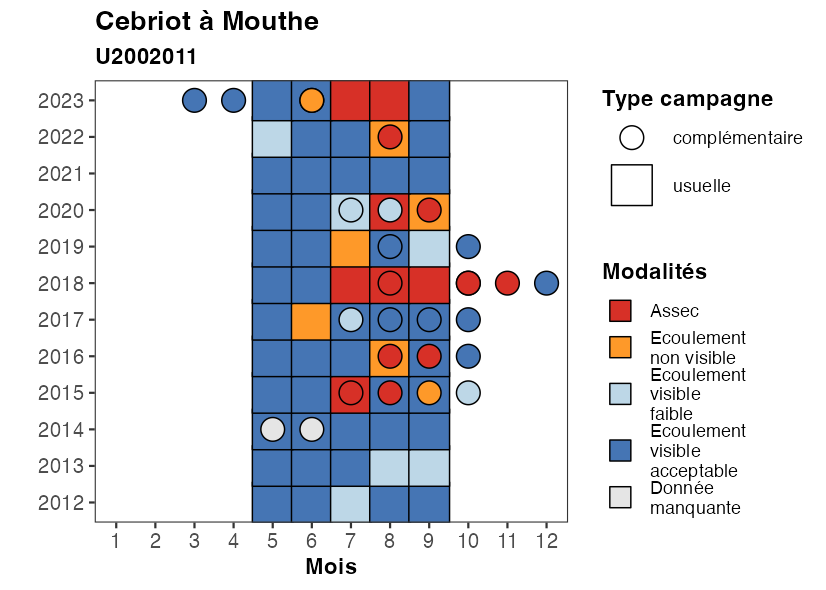 Cebriot à Mouthe
U2002011
2023
2022
2021
2020
2019
2018
2017
2016
2015
2014
2013
2012
1 2 3 4 5 6 7 8 9 10 11 12
Mois
Type campagne
complémentaire
usuelle
Modalités
Assec
Ecoulement
non visible
Ecoulement
visible
faible
Ecoulement
visible
acceptable
Donnée
manquante